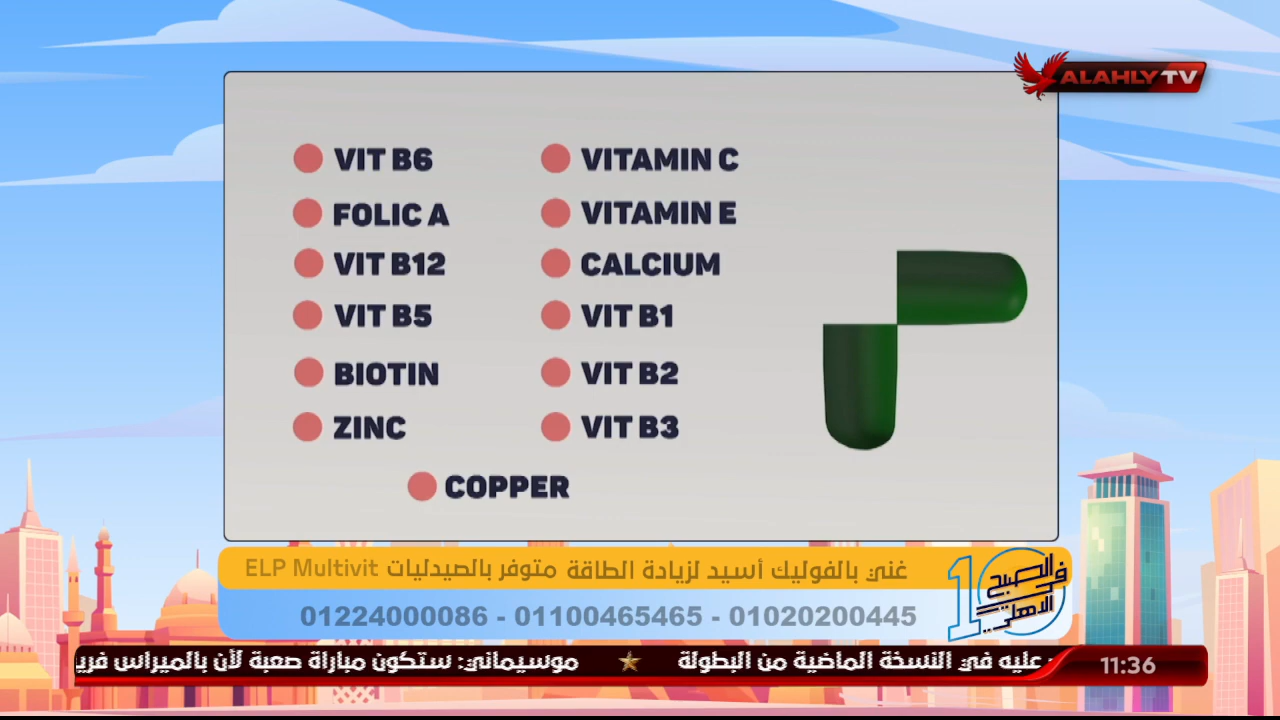 ALAHLY TV
VIT B6
FOLIC A
VIT B12
VIT B5
BIOTIN
ZINC
VITAMIN C
VITAMIN E
CALCIUM
VIT B1
VIT B2
VIT B3
COPPER
غني بالفوليك أسيد لزيادة الطاقة متوفر بالصيدليات ELP Multivit
10 الصبح في الأهلي
01224000086 - 01100465465 - 01020200445
عليه في النسخة الماضية من البطولة ★ موسيماني: ستكون مباراة صعبة لأن بالميراس فري
11:36